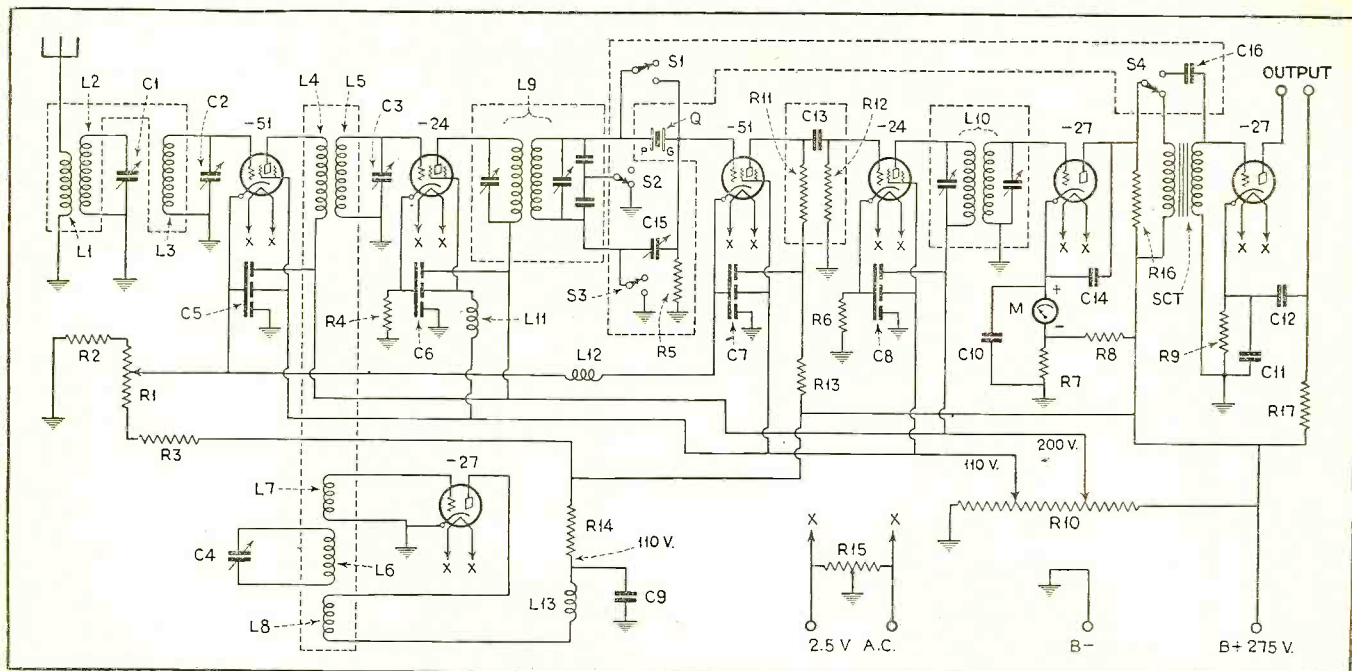 L2
C1
L1
L3
C2
-51
L4
L5
C3
-24
L9
S1
S2
S3
C15
R5
P
Q
G
-51
R11
C13
R12
-24
L10
-27
S4
C16
OUTPUT
-27
X X
X X
X X
X X
X X
X X
C5
R4
C6
L11
L12
C7
R6
C8
R13
C10
M
+
-
C14
R7
R8
R16
SCT
R9
C12
C11
R17
R2
R1
R3
L7
-27
C4
L6
X X
L8
R14
110 V.
L13
C9
200 V.
110 V.
R10
X X
R15
2.5 V A.C.
B-
B+ 275 V.